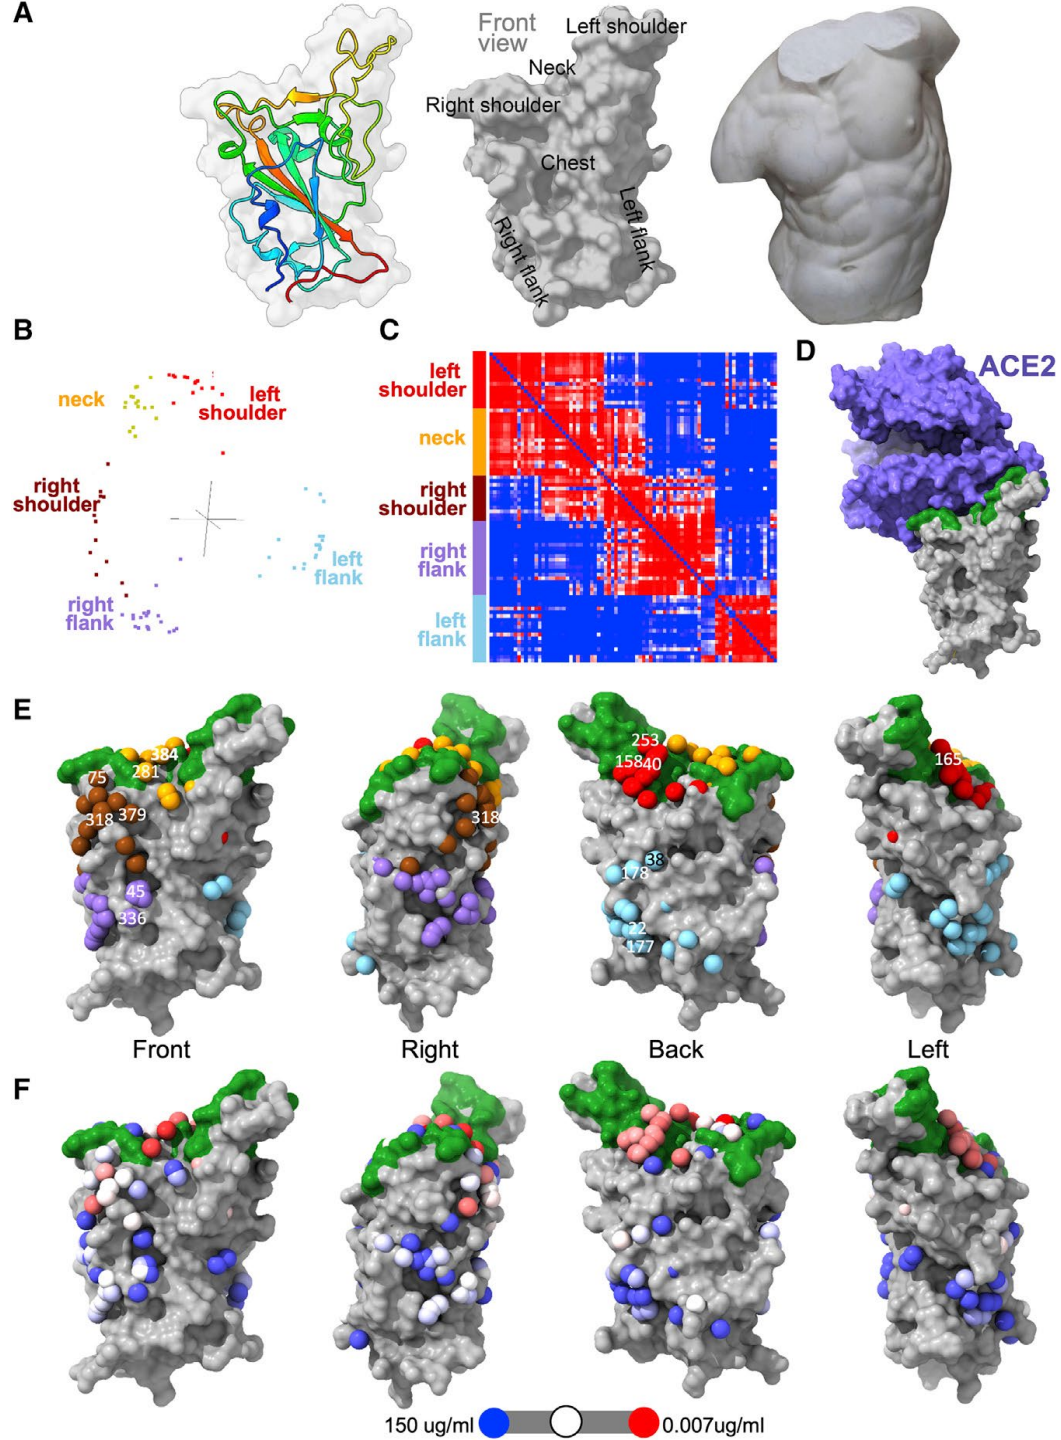 A
Front
view
Left shoulder
Neck
Right shoulder
Chest
Left flank
Right flank
B
neck
left
shoulder
right
shoulder
left
flank
right
flank
C
left
shoulder
neck
right
shoulder
right
flank
left
flank
D
ACE2
E
384
281
75
318
379
45
336
318
253
158
40
38
178
22
177
165
Front
Right
Back
Left
F
150 ug/ml
0.007ug/ml